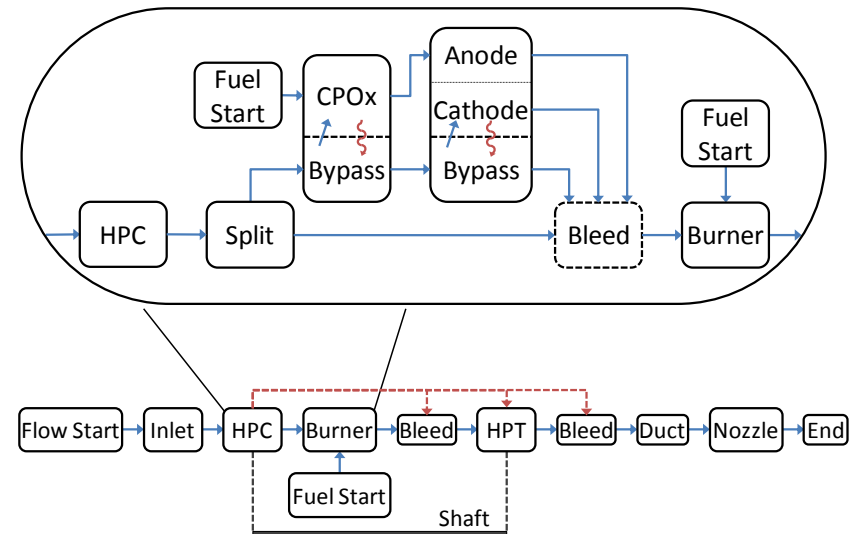 Fuel
Start
CPOx
Bypass
Anode
Cathode
Bypass
Fuel
Start
HPC
Split
Bleed
Burner
Flow Start
Inlet
HPC
Burner
Bleed
HPT
Bleed
Duct
Nozzle
End
Fuel Start
Shaft